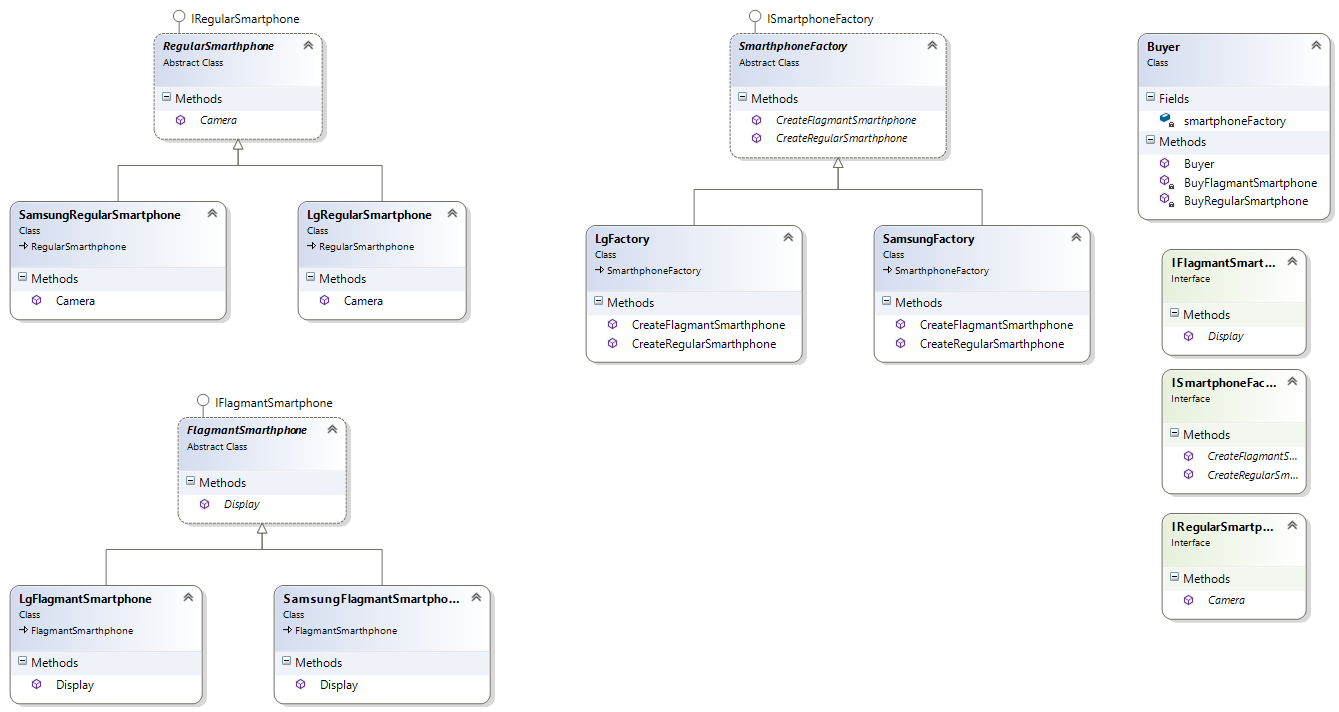 IRegularSmartphone
RegularSmarthphone
Abstract Class
Methods
Camera
SamsungRegularSmartphone
Class
RegularSmarthphone
Methods
Camera
LgRegularSmartphone
Class
RegularSmarthphone
Methods
Camera
IFlagmantSmartphone
FlagmantSmarthphone
Abstract Class
Methods
Display
LgFlagmantSmartphone
Class
FlagmantSmarthphone
Methods
Display
SamsungFlagmantSmartpho...
Class
FlagmantSmarthphone
Methods
Display
ISmartphoneFactory
SmarthphoneFactory
Abstract Class
Methods
CreateFlagmantSmarthphone
CreateRegularSmarthphone
LgFactory
Class
SmarthphoneFactory
Methods
CreateFlagmantSmarthphone
CreateRegularSmarthphone
SamsungFactory
Class
SmarthphoneFactory
Methods
CreateFlagmantSmarthphone
CreateRegularSmarthphone
Buyer
Class
Fields
smartphoneFactory
Methods
Buyer
BuyFlagmantSmartphone
BuyRegularSmartphone
IFlagmantSmart...
Interface
Methods
Display
ISmartphoneFac...
Interface
Methods
CreateFlagmantS...
CreateRegularSm...
IRegularSmartp...
Interface
Methods
Camera